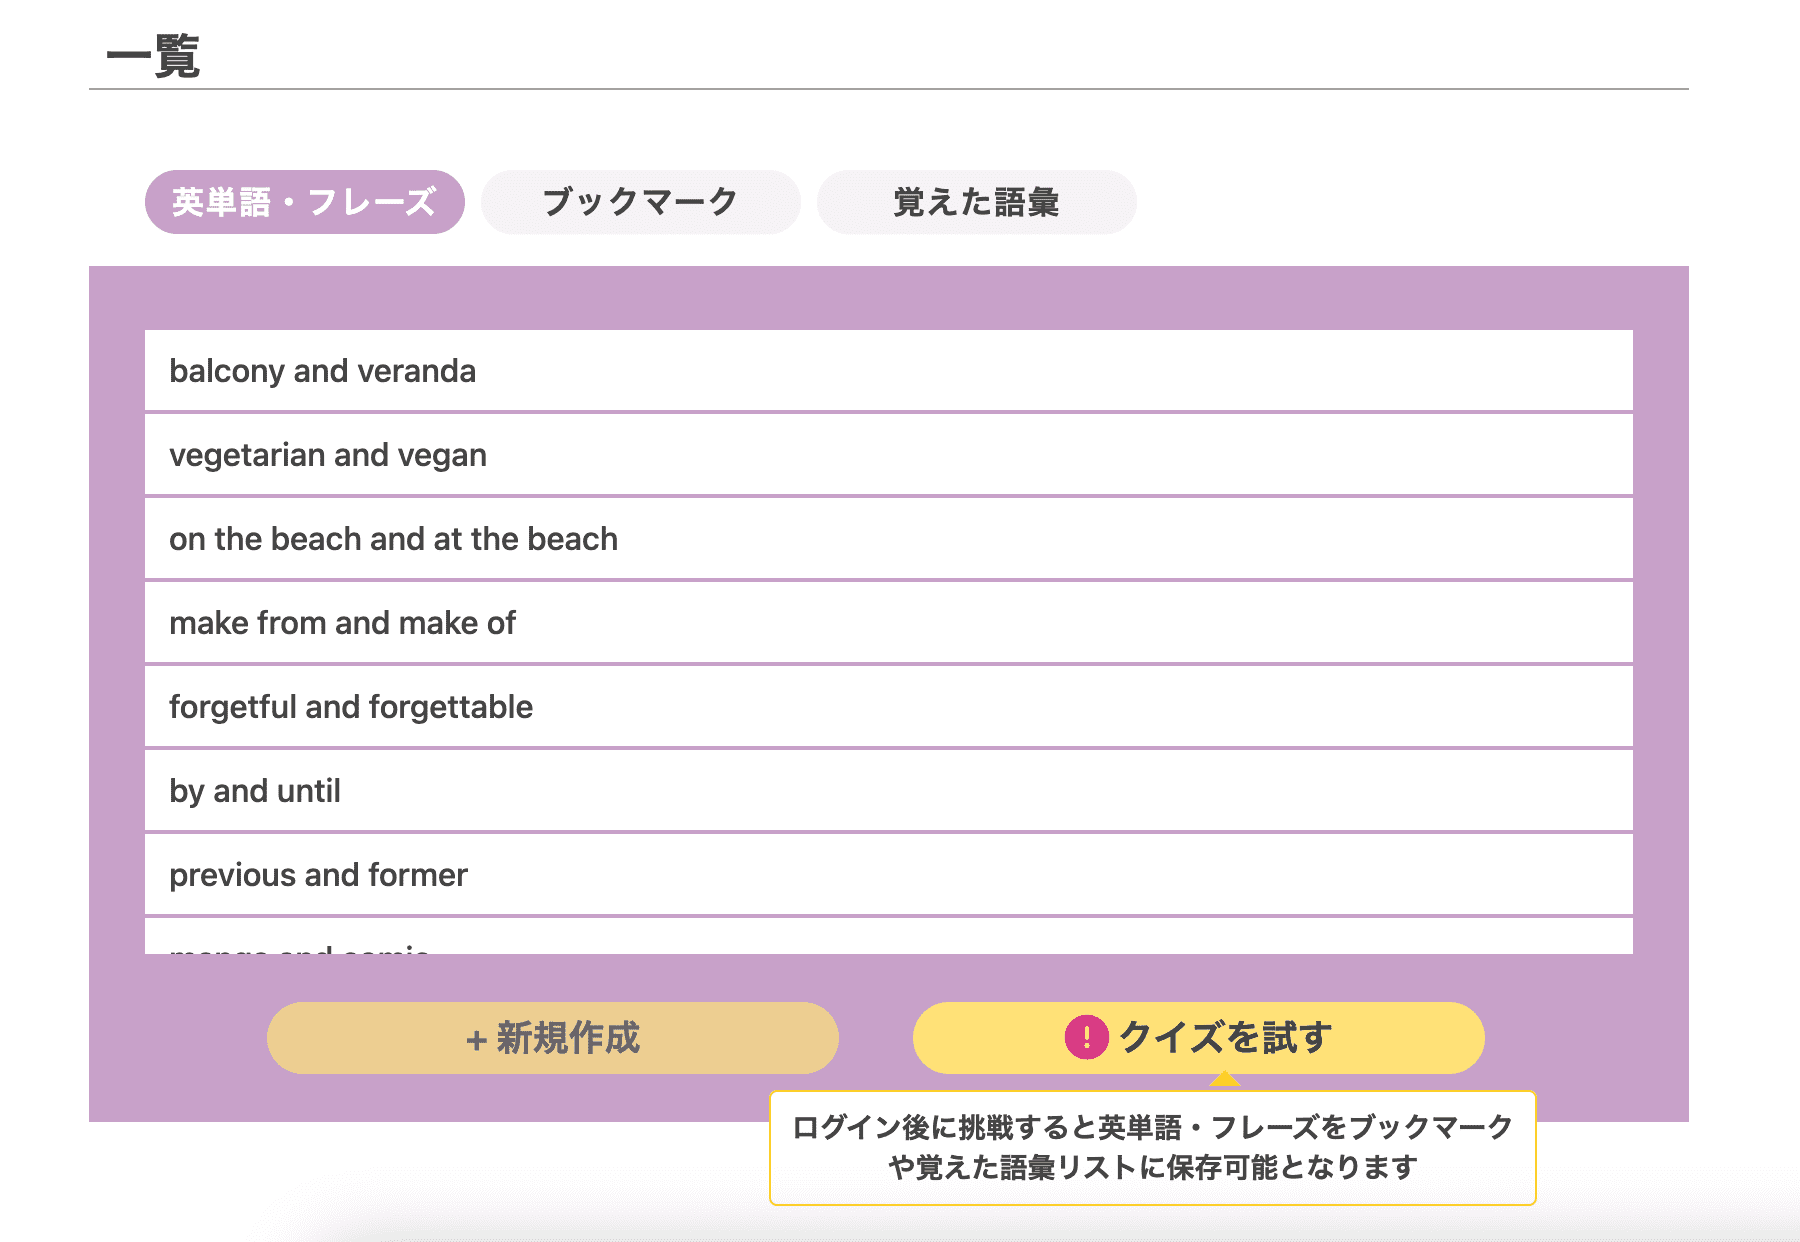 一覧
英単語・フレーズ
ブックマーク
覚えた語彙
balcony and veranda
vegetarian and vegan
on the beach and at the beach
make from and make of
forgetful and forgettable
by and until
previous and former
manga and comic
+ 新規作成
! クイズを試す
ログイン後に挑戦すると英単語・フレーズをブックマーク
や覚えた語彙リストに保存可能となります